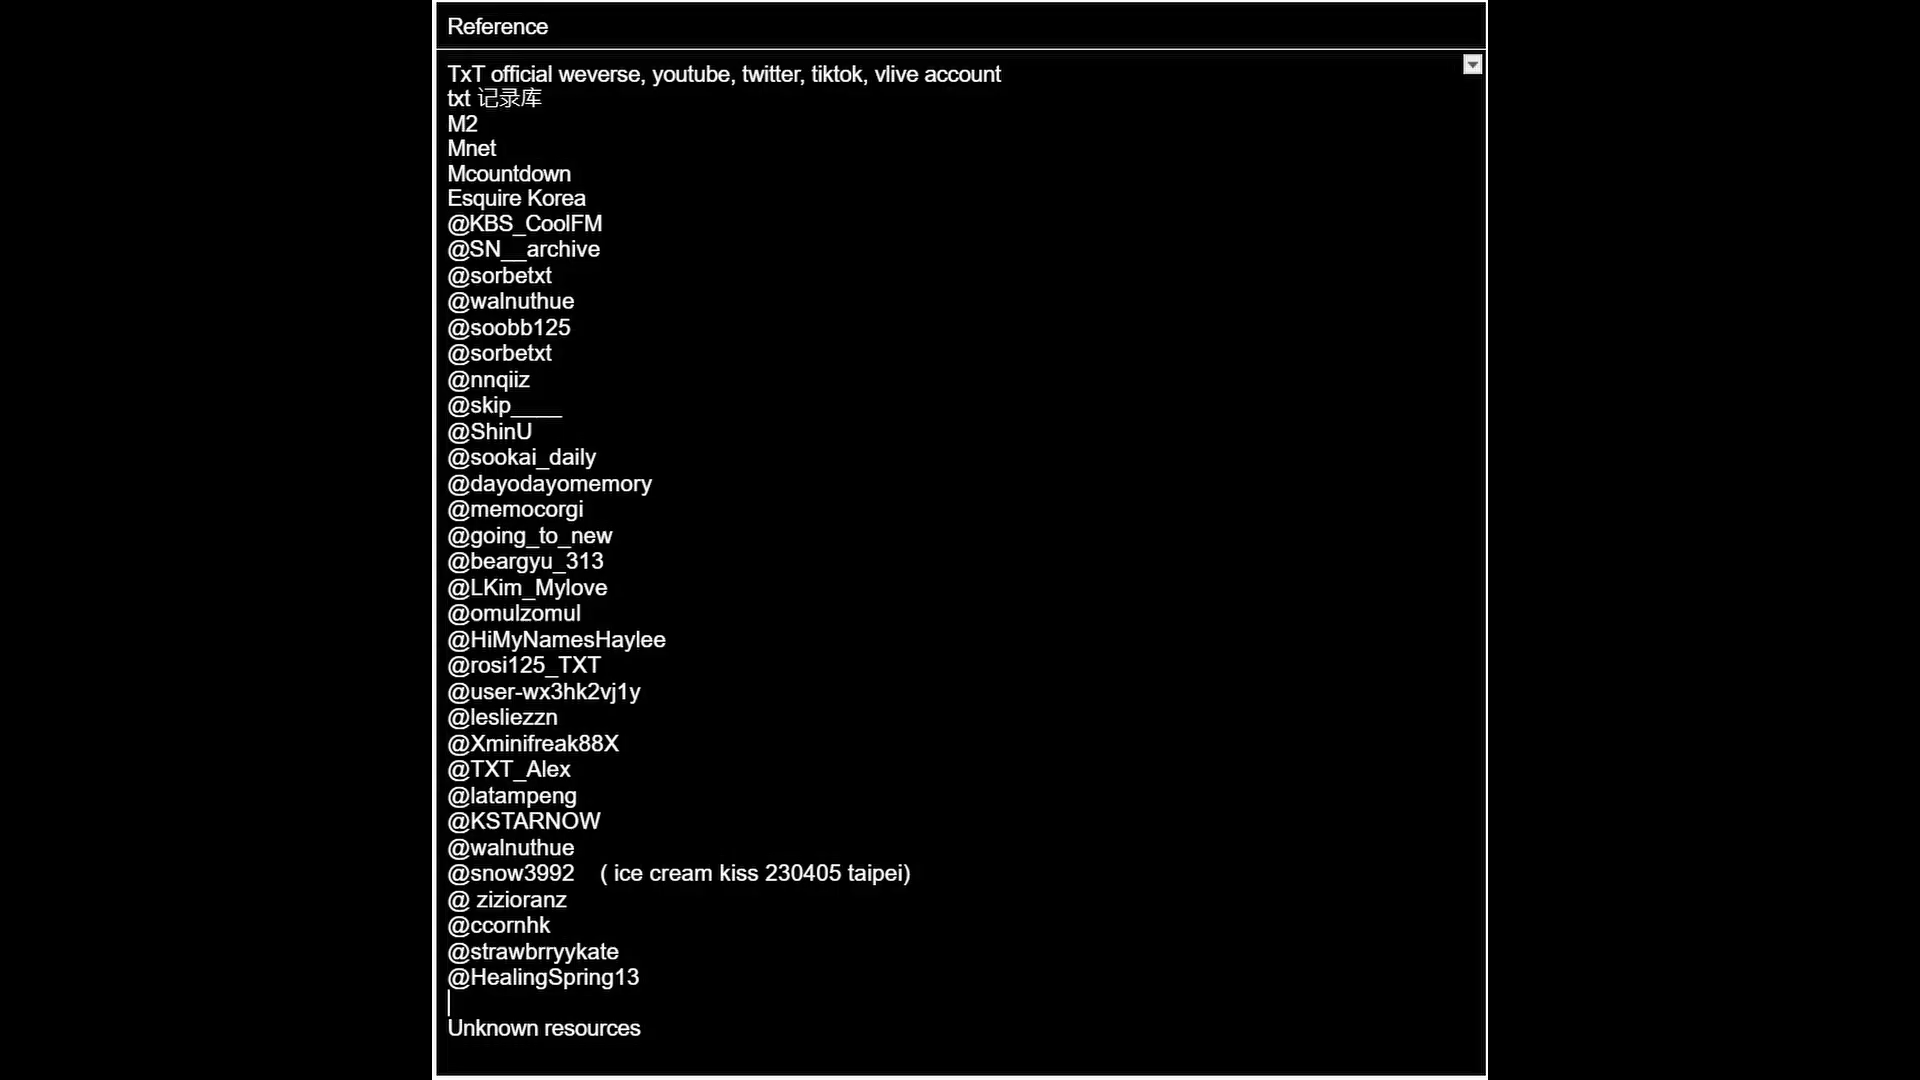 Reference
TxT official weverse, youtube, twitter, tiktok, vlive account
txt 记录库
M2
Mnet
Mcountdown
Esquire Korea
@KBS_CoolFM
@SN__archive
@sorbetxt
@walnuthue
@soobb125
@sorbetxt
@nnqiiz
@skip____
@ShinU
@sookai_daily
@dayodayomemory
@memocorgi
@going_to_new
@beargyu_313
@LKim_Mylove
@omulzomul
@HiMyNamesHaylee
@rosi125_TXT
@user-wx3hk2vj1y
@lesliezzn
@Xminifreak88X
@TXT_Alex
@latampeng
@KSTARNOW
@walnuthue
@snow3992    ( ice cream kiss 230405 taipei)
@ zizioranz
@ccornhk
@strawbrryykate
@HealingSpring13
Unknown resources